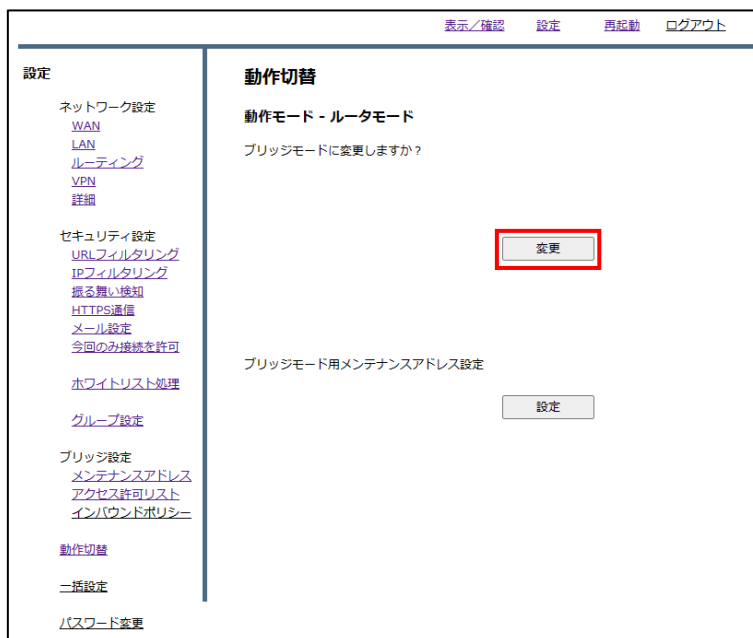 表示／確認 設定 再起動 ログアウト
設定
ネットワーク設定
WAN
LAN
ルーティング
VPN
詳細
セキュリティ設定
URLフィルタリング
IPフィルタリング
振る舞い検知
HTTPS通信
メール設定
今回のみ接続を許可
ホワイトリスト処理
グループ設定
ブリッジ設定
メンテナンスアドレス
アクセス許可リスト
インバウンドポリシー
動作切替
一括設定
パスワード変更
動作切替
動作モード - ルータモード
ブリッジモードに変更しますか？
変更
ブリッジモード用メンテナンスアドレス設定
設定